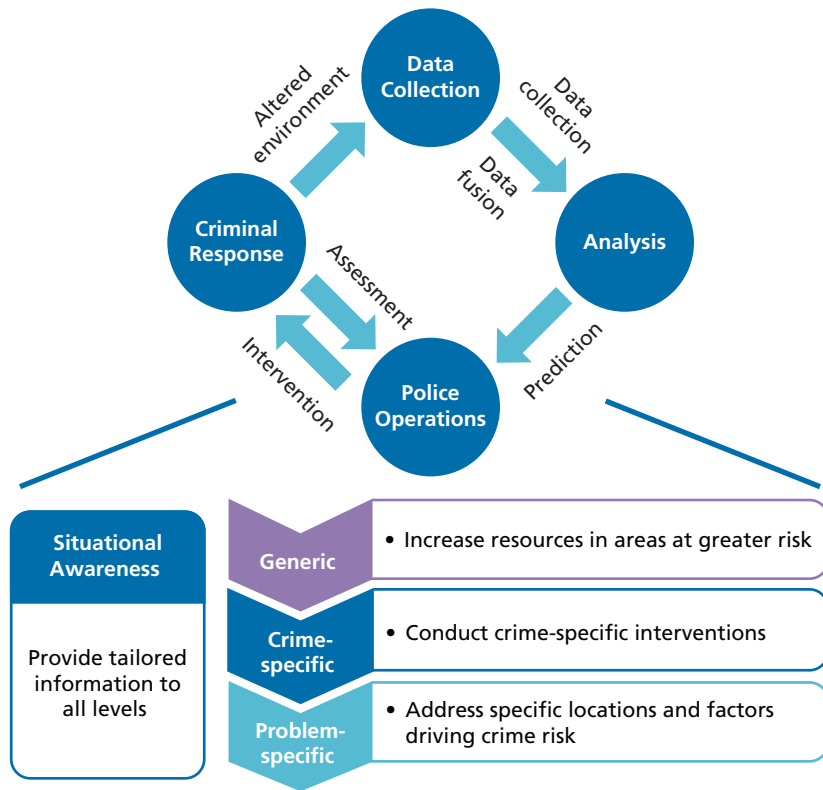 Data
Collection
Altered
environment
Data
collection
Data
fusion
Criminal
Response
Analysis
Assessment
Intervention
Prediction
Police
Operations
Situational
Awareness
Provide tailored
information to
all levels
Generic
• Increase resources in areas at greater risk
Crime-
specific
• Conduct crime-specific interventions
Problem-
specific
• Address specific locations and factors
driving crime risk